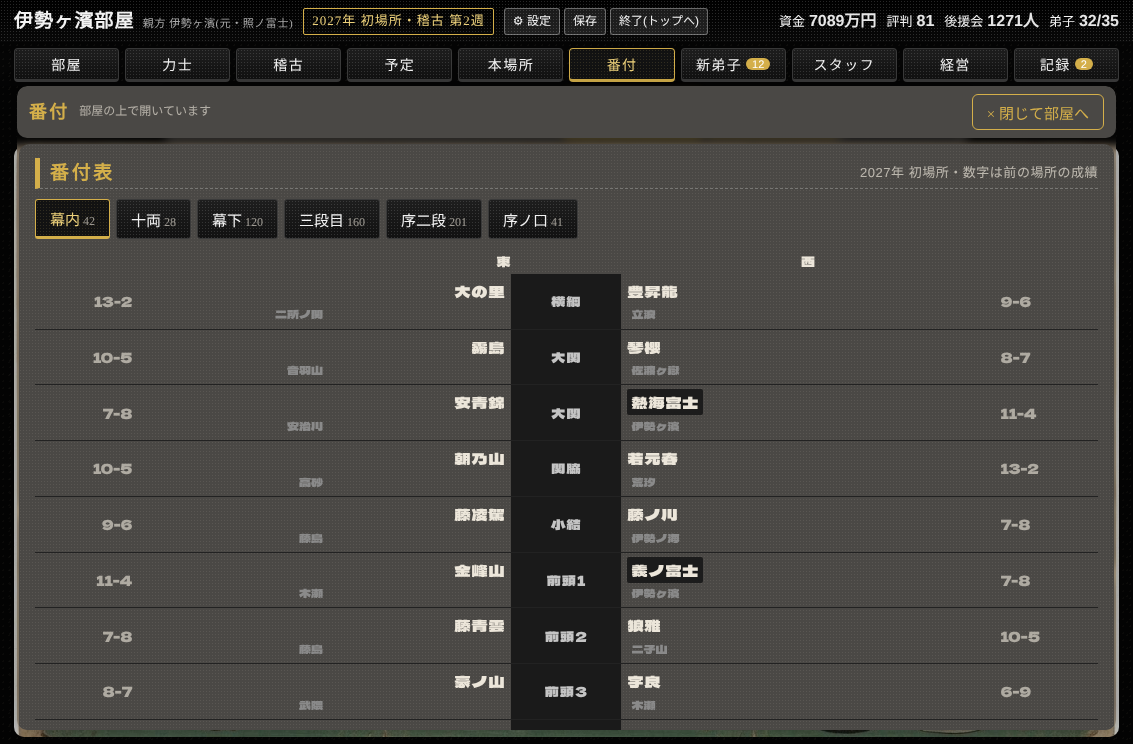 伊勢ヶ濱部屋 親方 伊勢ヶ濱(元・照ノ富士) 2027年 初場所・稽古 第2週 ⚙ 設定 保存 終了(トップへ) 資金 7089万円 評判 81 後援会 1271人 弟子 32/35
部屋 力士 稽古 予定 本場所 番付 新弟子 12 スタッフ 経営 記録 2
番付 部屋の上で開いています × 閉じて部屋へ
番付表 2027年 初場所・数字は前の場所の成績
幕内 42 十両 28 幕下 120 三段目 160 序二段 201 序ノ口 41
東 西
13-2 大の里 横綱 豊昇龍 9-6
二所ノ関 立浪
10-5 霧島 大関 琴櫻 8-7
音羽山 佐渡ヶ嶽
7-8 安青錦 大関 熱海富士 11-4
安治川 伊勢ヶ濱
10-5 朝乃山 関脇 若元春 13-2
高砂 荒汐
9-6 藤凌駕 小結 藤ノ川 7-8
藤島 伊勢ノ海
11-4 金峰山 前頭1 義ノ富士 7-8
木瀬 伊勢ヶ濱
7-8 藤青雲 前頭2 狼雅 10-5
藤島 二子山
8-7 豪ノ山 前頭3 宇良 6-9
武隈 木瀬